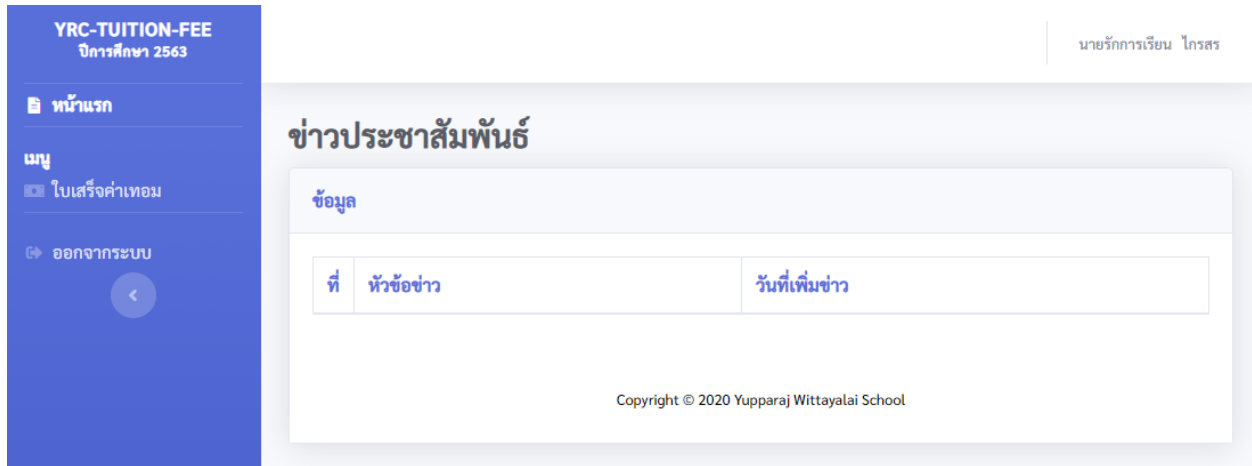 YRC-TUITION-FEE
ปีการศึกษา 2563
นายรักการเรียน ไกรสร
หน้าแรก
เมนู
ใบเสร็จค่าเทอม
ออกจากระบบ
ข่าวประชาสัมพันธ์
ข้อมูล
ที่ หัวข้อข่าว วันที่เพิ่มข่าว
Copyright © 2020 Yupparaj Wittayalai School